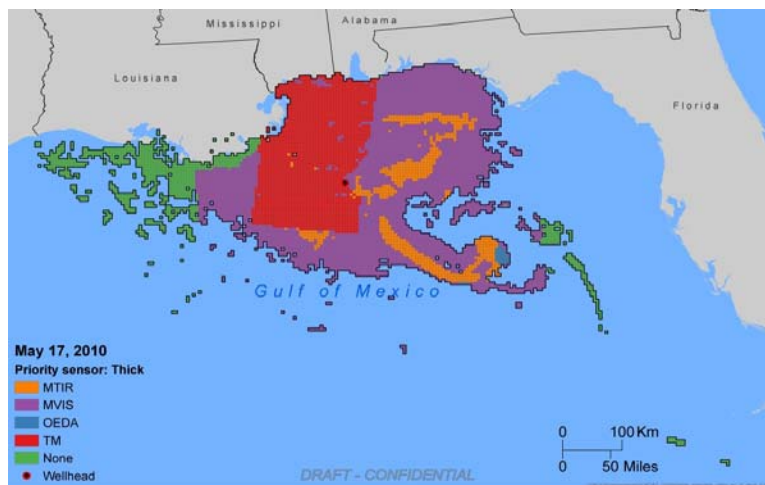 Mississippi
Alabama
Louisiana
Florida
Gulf of Mexico
May 17, 2010
Priority sensor: Thick
MTIR
MVIS
OEDA
TM
None
Wellhead
0 100 Km
0 50 Miles
DRAFT - CONFIDENTIAL